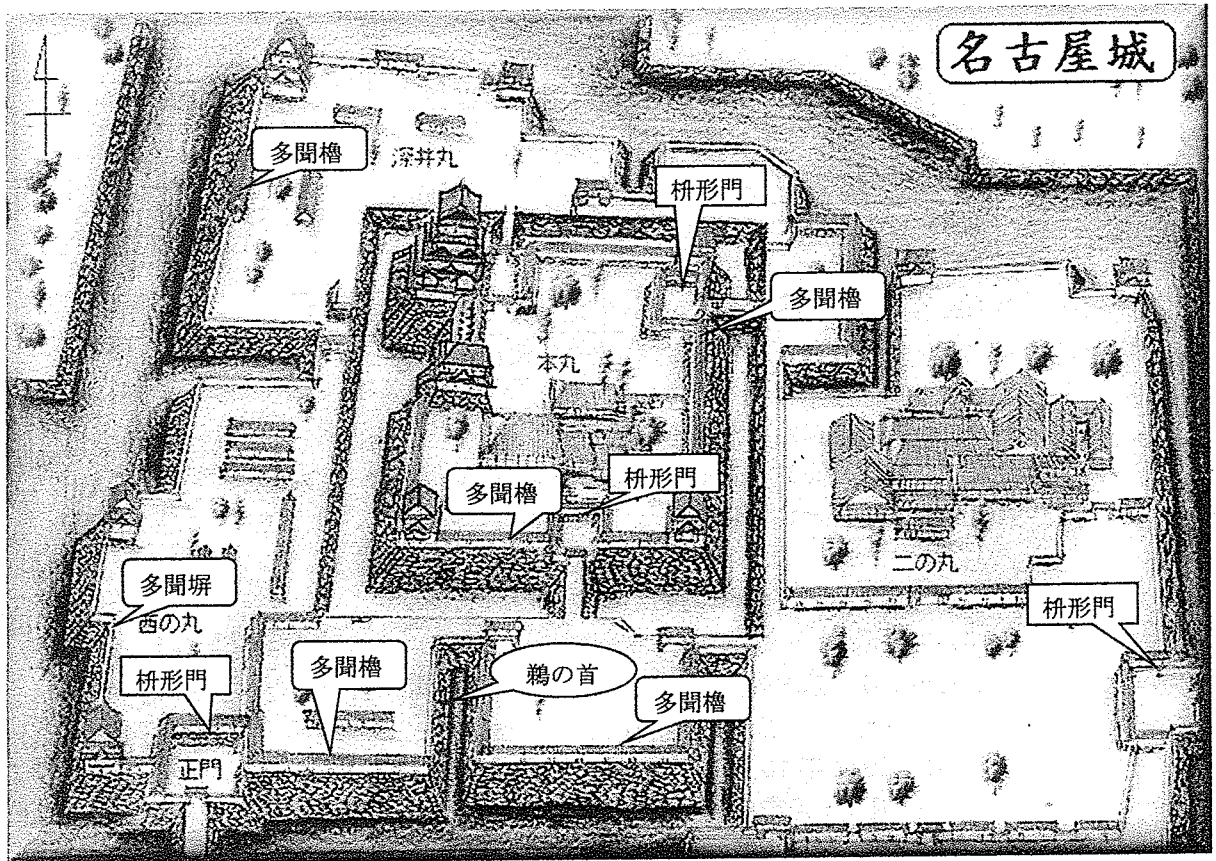 名古屋城
多聞櫓
深井丸
枡形門
多聞櫓
本丸
多聞櫓
枡形門
二の丸
多聞塀
西の丸
枡形門
枡形門
多聞櫓
鵜の首
多聞櫓
正門